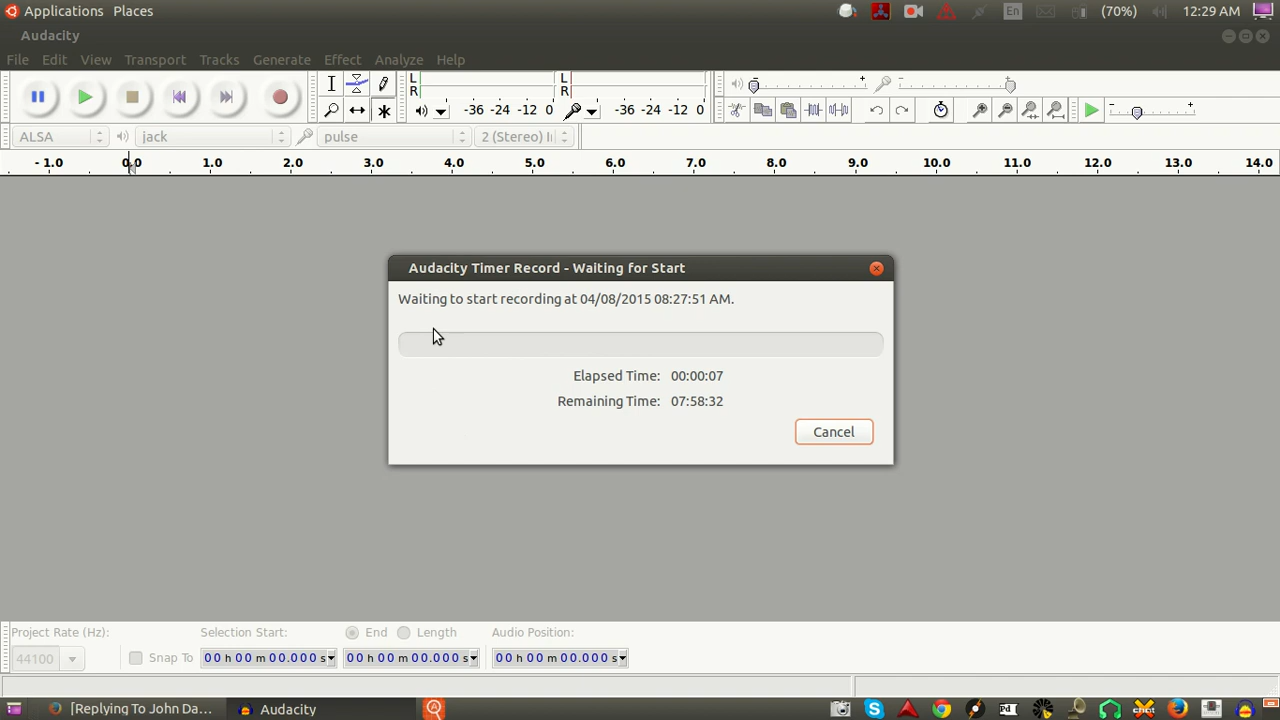 Applications Places
En (70%) 12:29 AM
Audacity
File Edit View Transport Tracks Generate Effect Analyze Help
L L
R R
-36 -24 -12 0 -36 -24 -12 0
ALSA jack pulse 2 (Stereo) I
- 1.0 0.0 1.0 2.0 3.0 4.0 5.0 6.0 7.0 8.0 9.0 10.0 11.0 12.0 13.0 14.0
Audacity Timer Record - Waiting for Start
Waiting to start recording at 04/08/2015 08:27:51 AM.
Elapsed Time: 00:00:07
Remaining Time: 07:58:32
Cancel
Project Rate (Hz): Selection Start: End Length Audio Position:
44100 Snap To 00 h 00 m 00.000 s 00 h 00 m 00.000 s 00 h 00 m 00.000 s
[Replying To John Da... Audacity